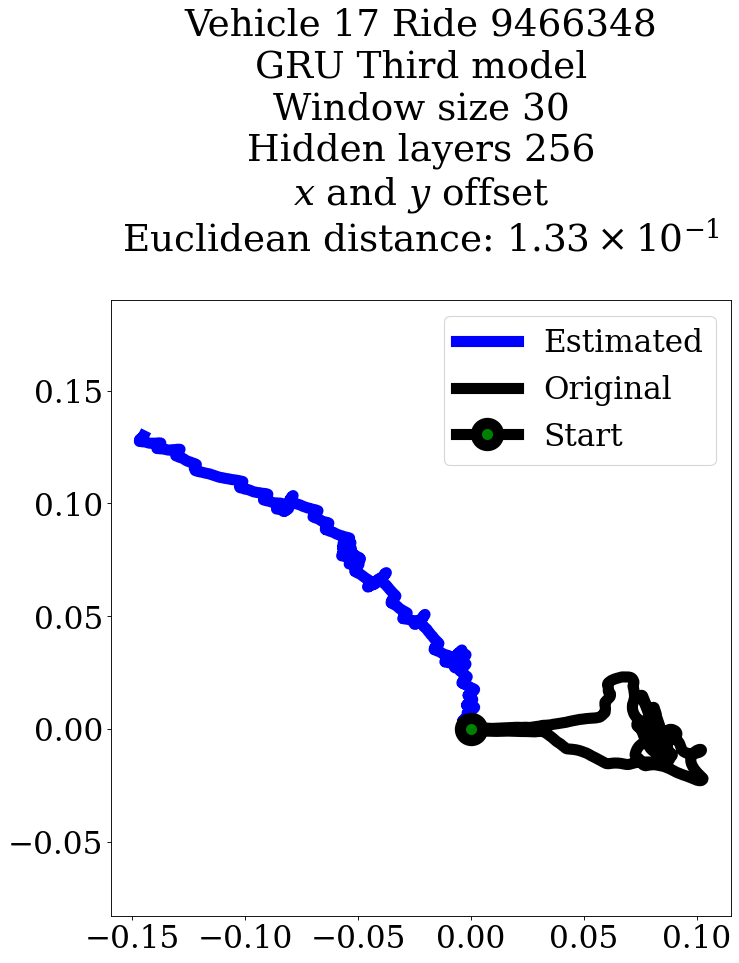 Vehicle 17 Ride 9466348
GRU Third model
Window size 30
Hidden layers 256
x and y offset
Euclidean distance: 1.33 × 10⁻¹
Estimated
Original
Start
0.15
0.10
0.05
0.00
−0.05
−0.15 −0.10 −0.05 0.00 0.05 0.10